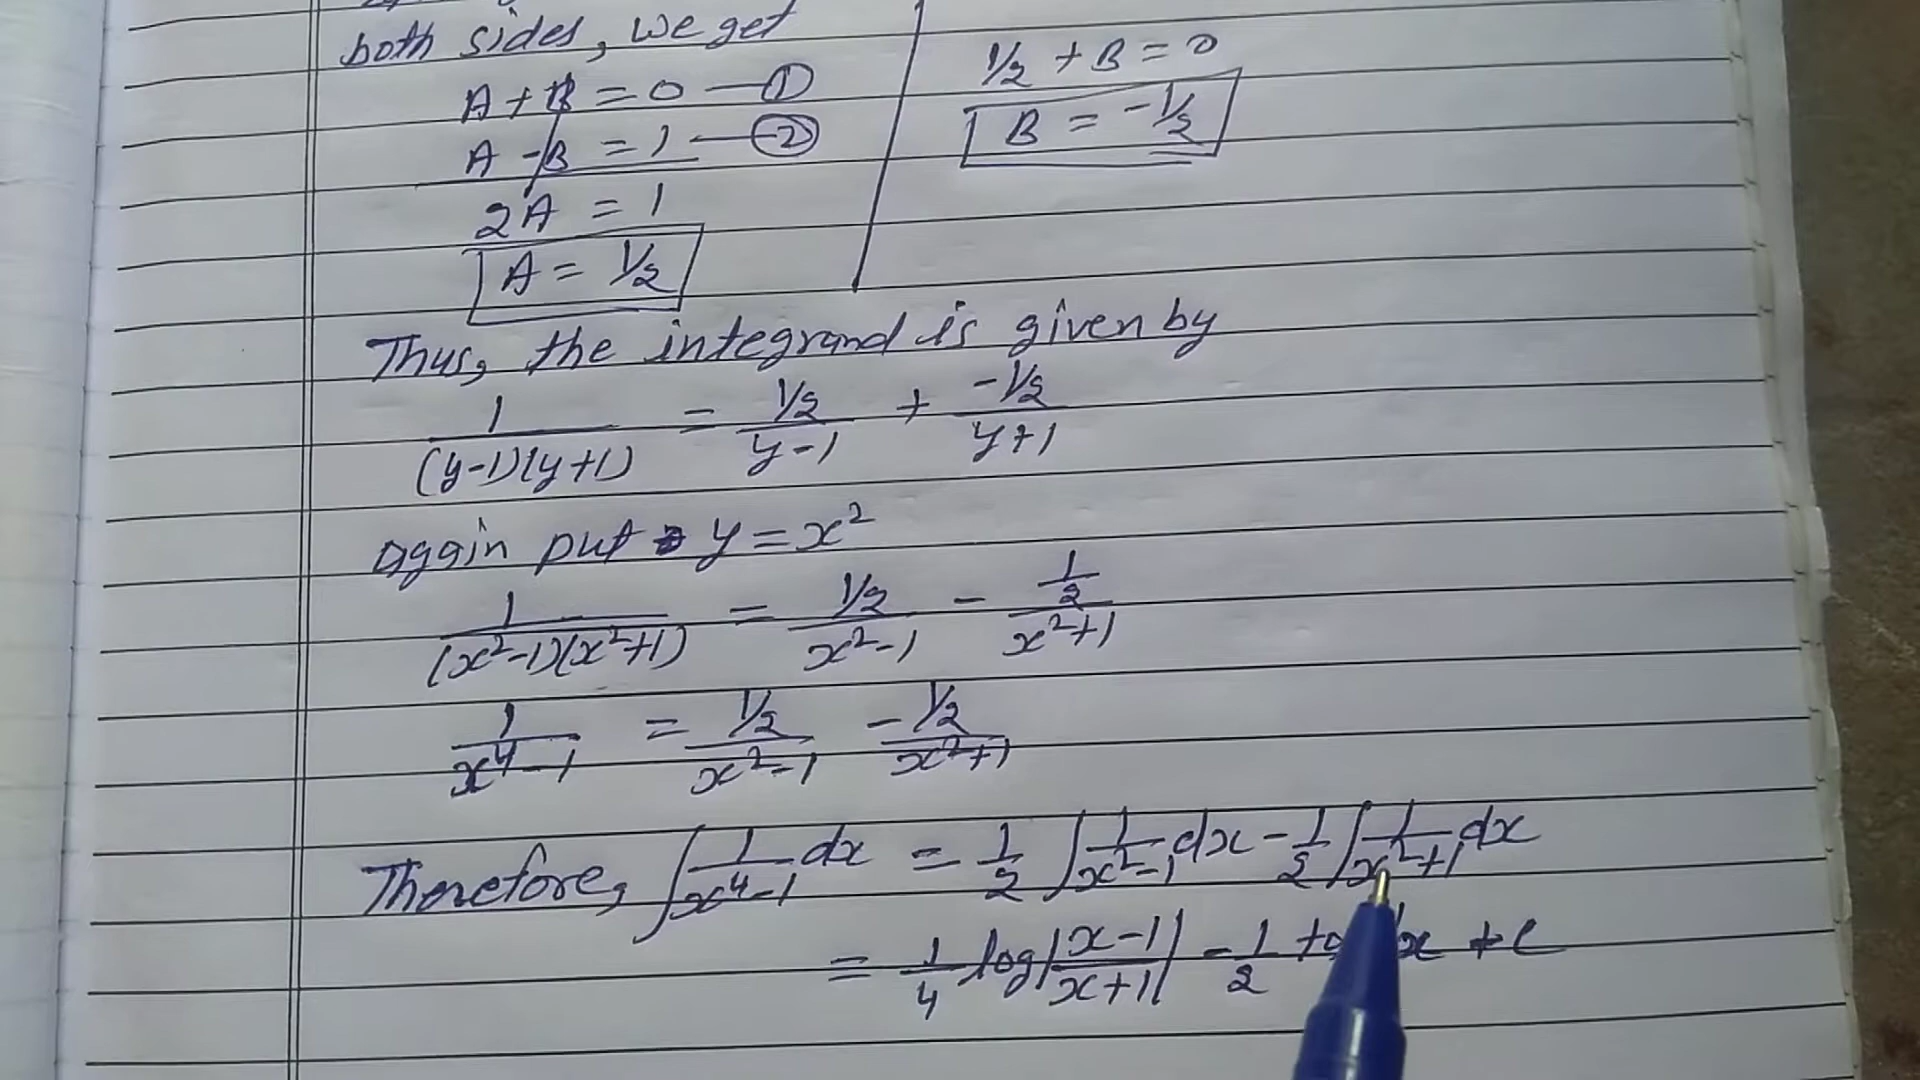 both sides, we get
A + B = 0 — ①
A - B = 1 — ②
2A = 1
A = 1/2
1/2 + B = 0
B = -1/2
Thus, the integrand is given by
1/((y-1)(y+1)) = (1/2)/(y-1) + (-1/2)/(y+1)
again put y = x²
1/((x²-1)(x²+1)) = (1/2)/(x²-1) - (1/2)/(x²+1)
1/(x⁴-1) = (1/2)/(x²-1) - (1/2)/(x²+1)
Therefore, ∫ 1/(x⁴-1) dx = 1/2 ∫ 1/(x²-1) dx - 1/2 ∫ 1/(x²+1) dx
= 1/4 log|(x-1)/(x+1)| - 1/2 x + c